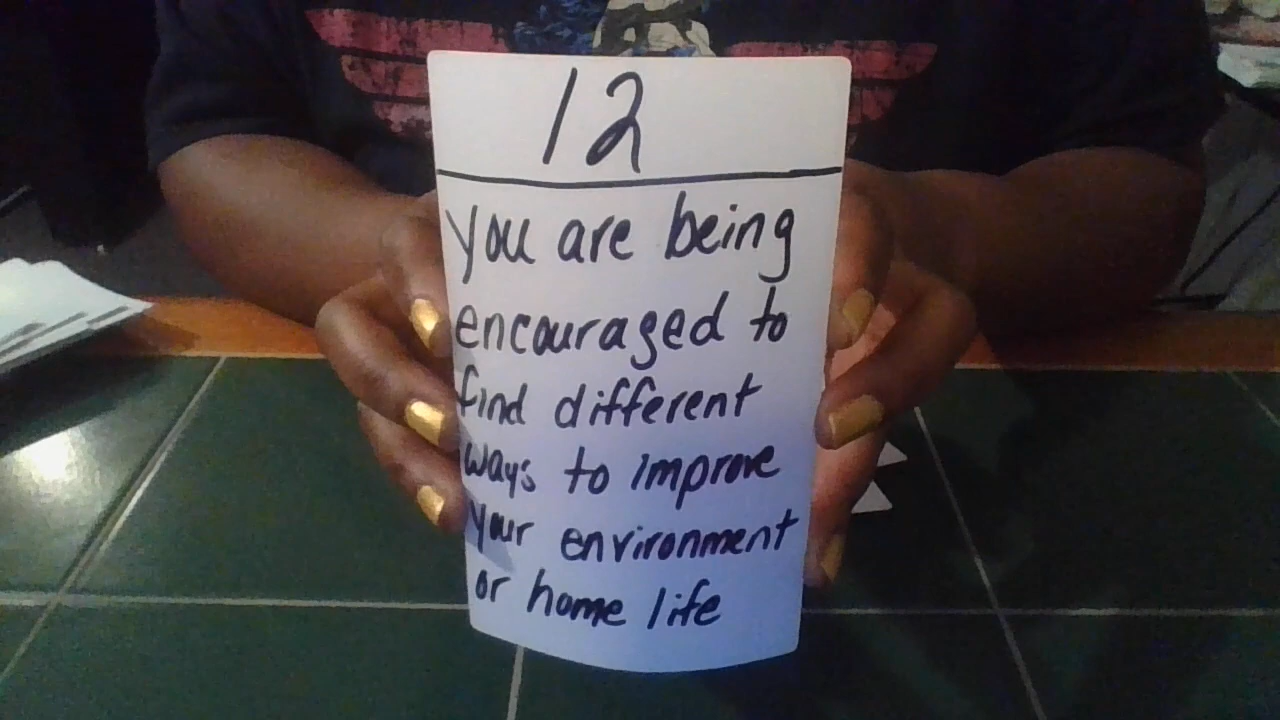 12
you are being
encouraged to
find different
ways to improve
your environment
or home life